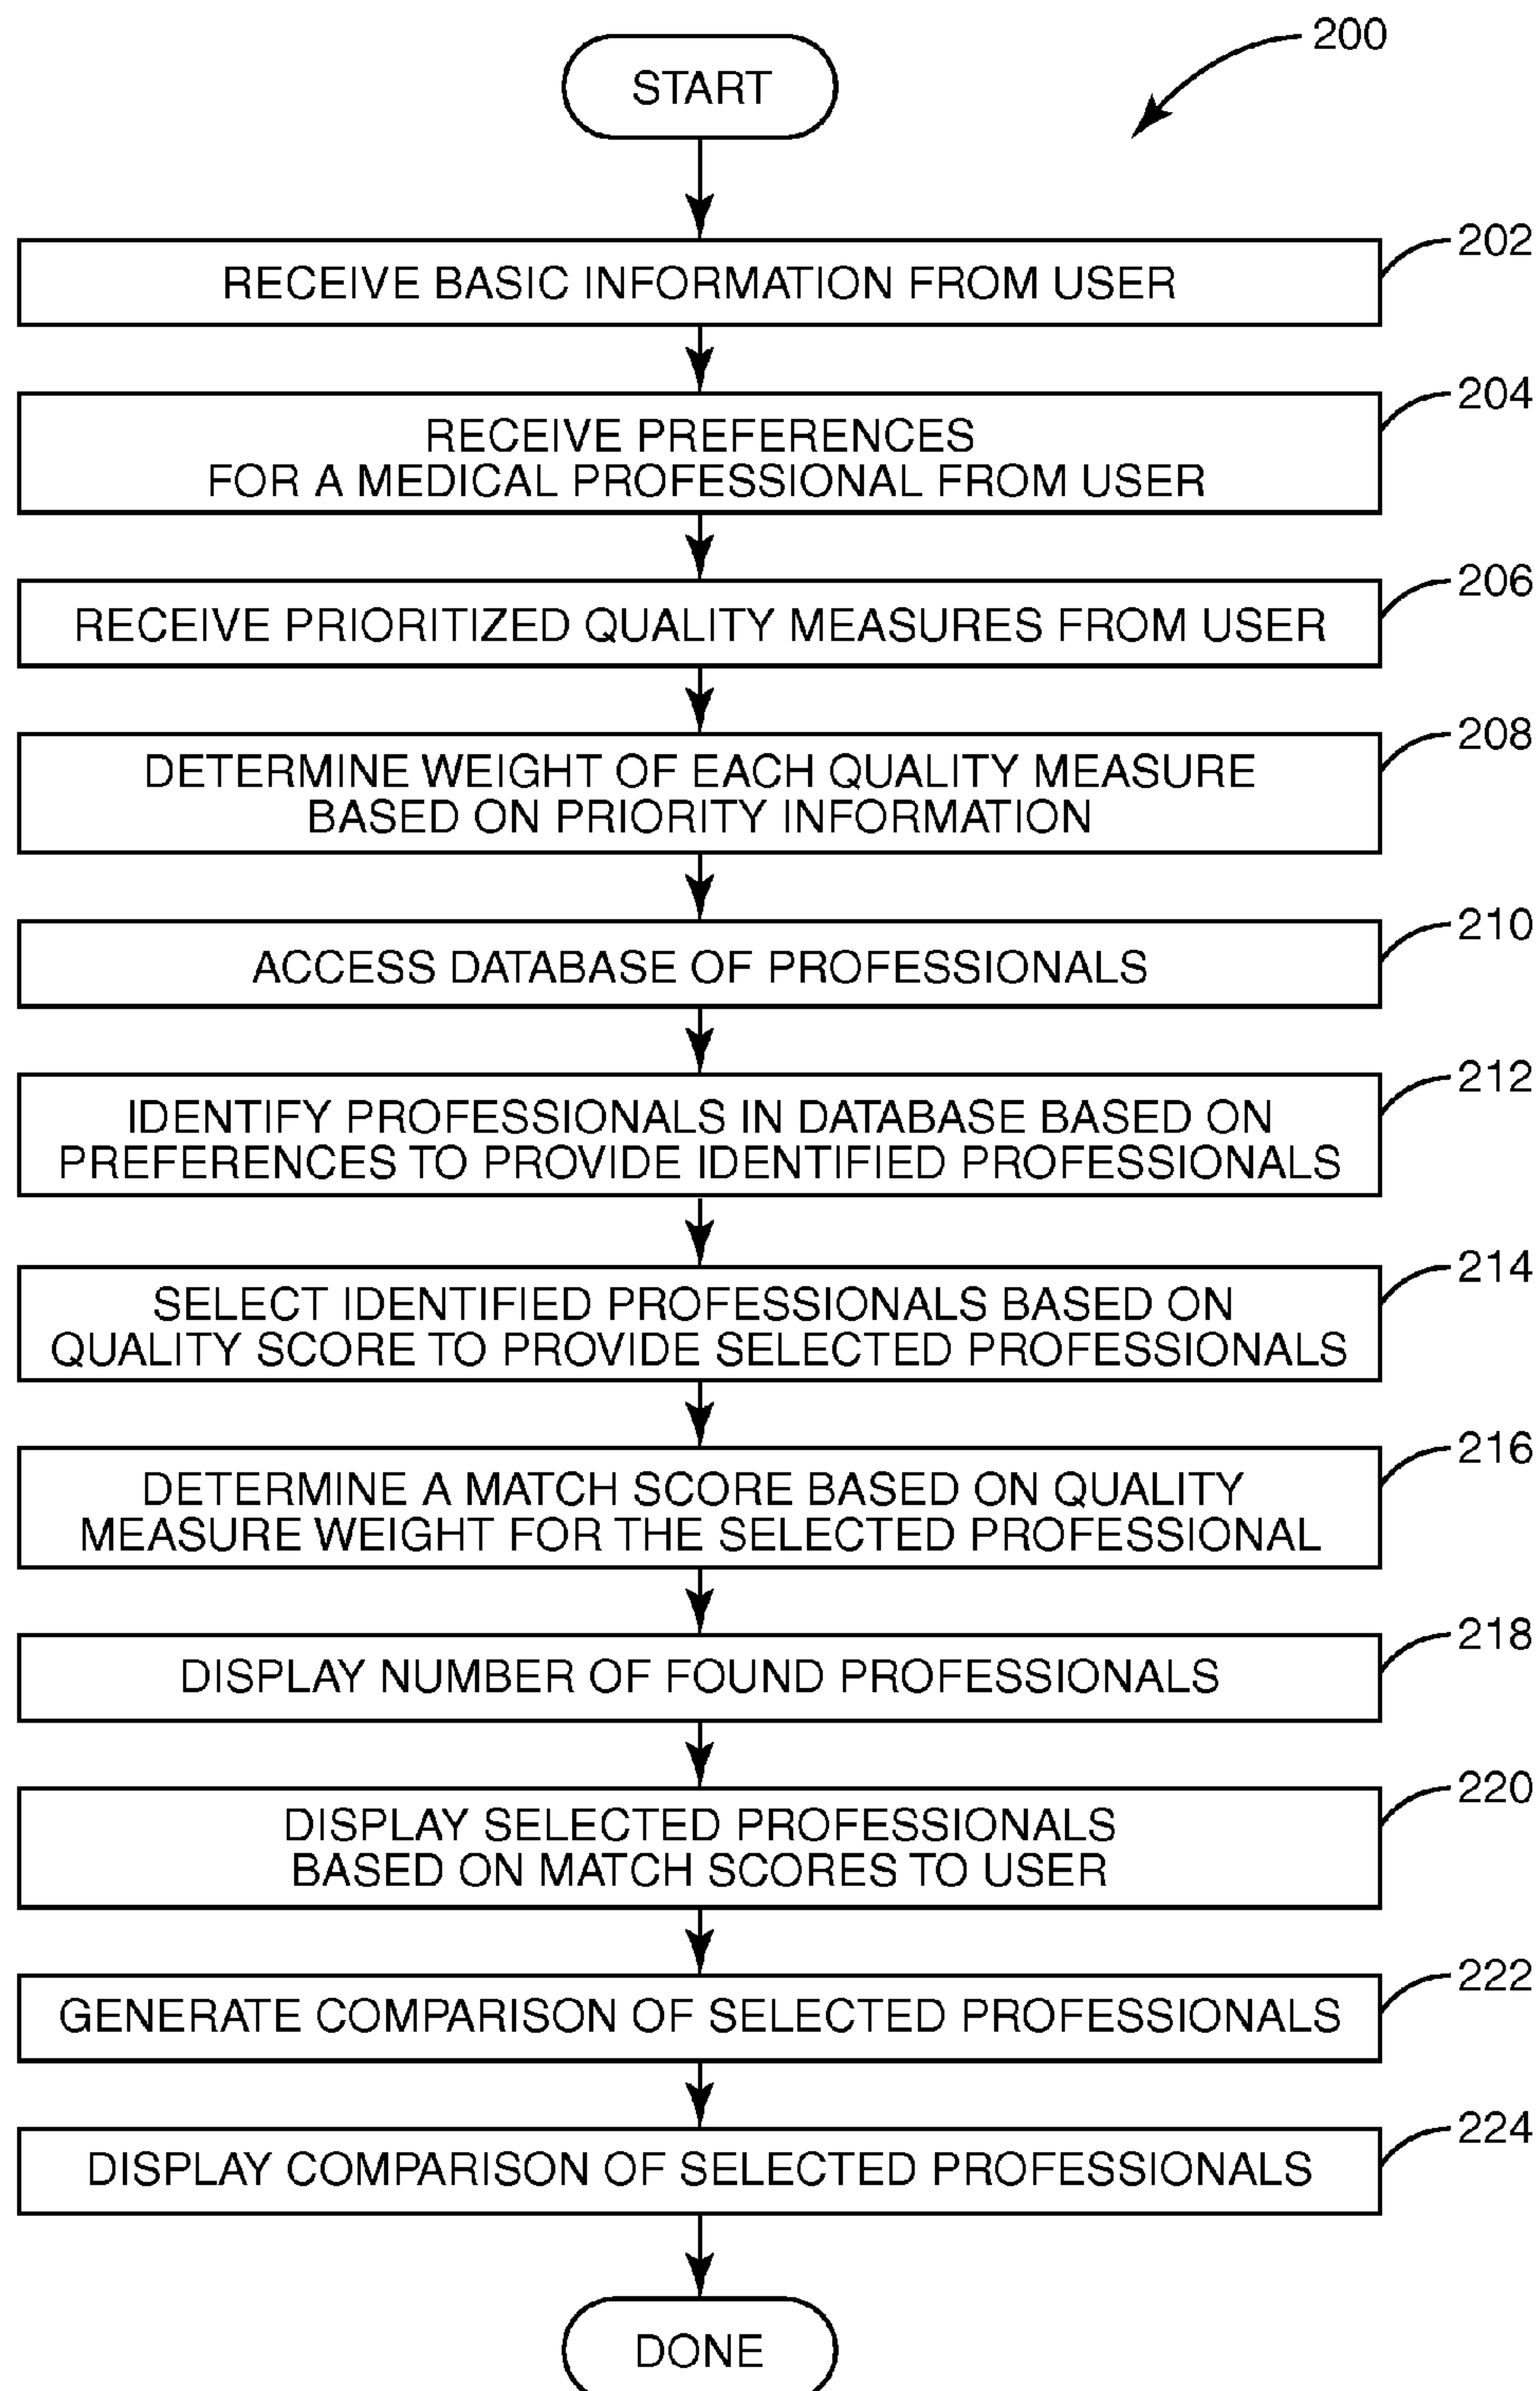 200
START
202
RECEIVE BASIC INFORMATION FROM USER
204
RECEIVE PREFERENCES
FOR A MEDICAL PROFESSIONAL FROM USER
206
RECEIVE PRIORITIZED QUALITY MEASURES FROM USER
208
DETERMINE WEIGHT OF EACH QUALITY MEASURE
BASED ON PRIORITY INFORMATION
210
ACCESS DATABASE OF PROFESSIONALS
212
IDENTIFY PROFESSIONALS IN DATABASE BASED ON
PREFERENCES TO PROVIDE IDENTIFIED PROFESSIONALS
214
SELECT IDENTIFIED PROFESSIONALS BASED ON
QUALITY SCORE TO PROVIDE SELECTED PROFESSIONALS
216
DETERMINE A MATCH SCORE BASED ON QUALITY
MEASURE WEIGHT FOR THE SELECTED PROFESSIONAL
218
DISPLAY NUMBER OF FOUND PROFESSIONALS
220
DISPLAY SELECTED PROFESSIONALS
BASED ON MATCH SCORES TO USER
222
GENERATE COMPARISON OF SELECTED PROFESSIONALS
224
DISPLAY COMPARISON OF SELECTED PROFESSIONALS
DONE